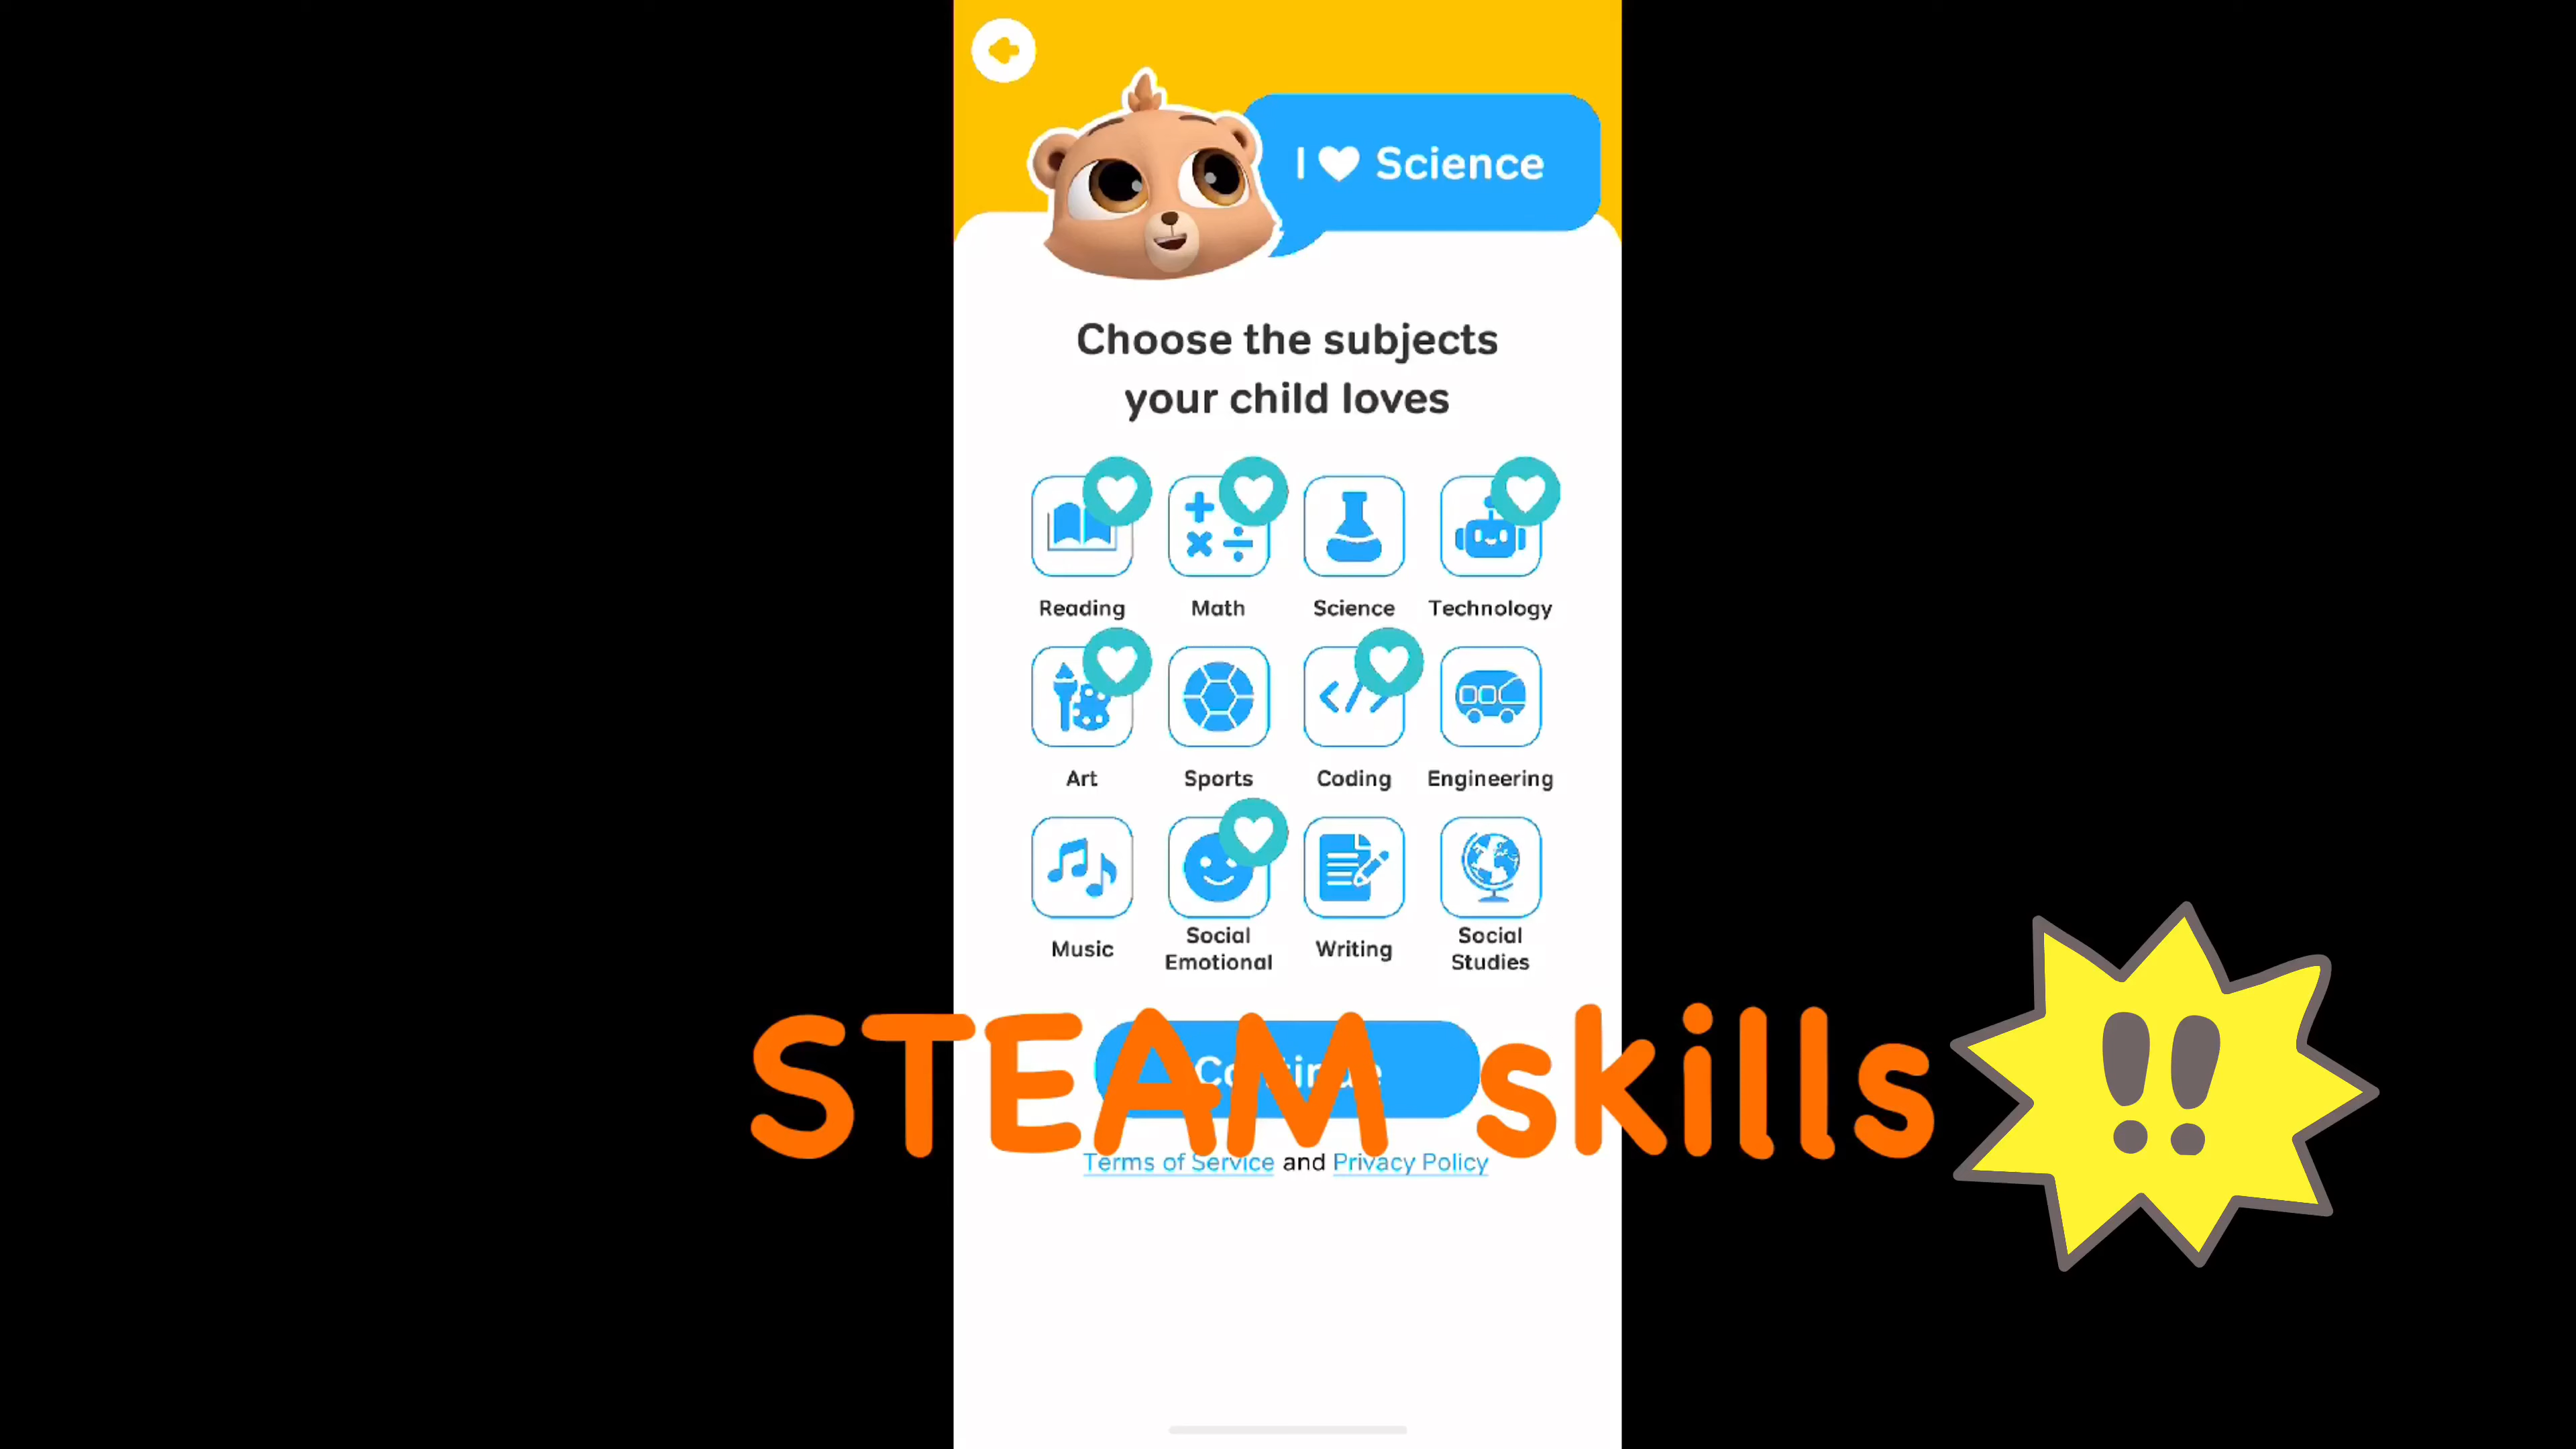 I Science
Choose the subjects
your child loves
Reading Math Science Technology
Art Sports Coding Engineering
Music Social Emotional Writing Social Studies
Continue
STEAM skills !!
Terms of Service and Privacy Policy